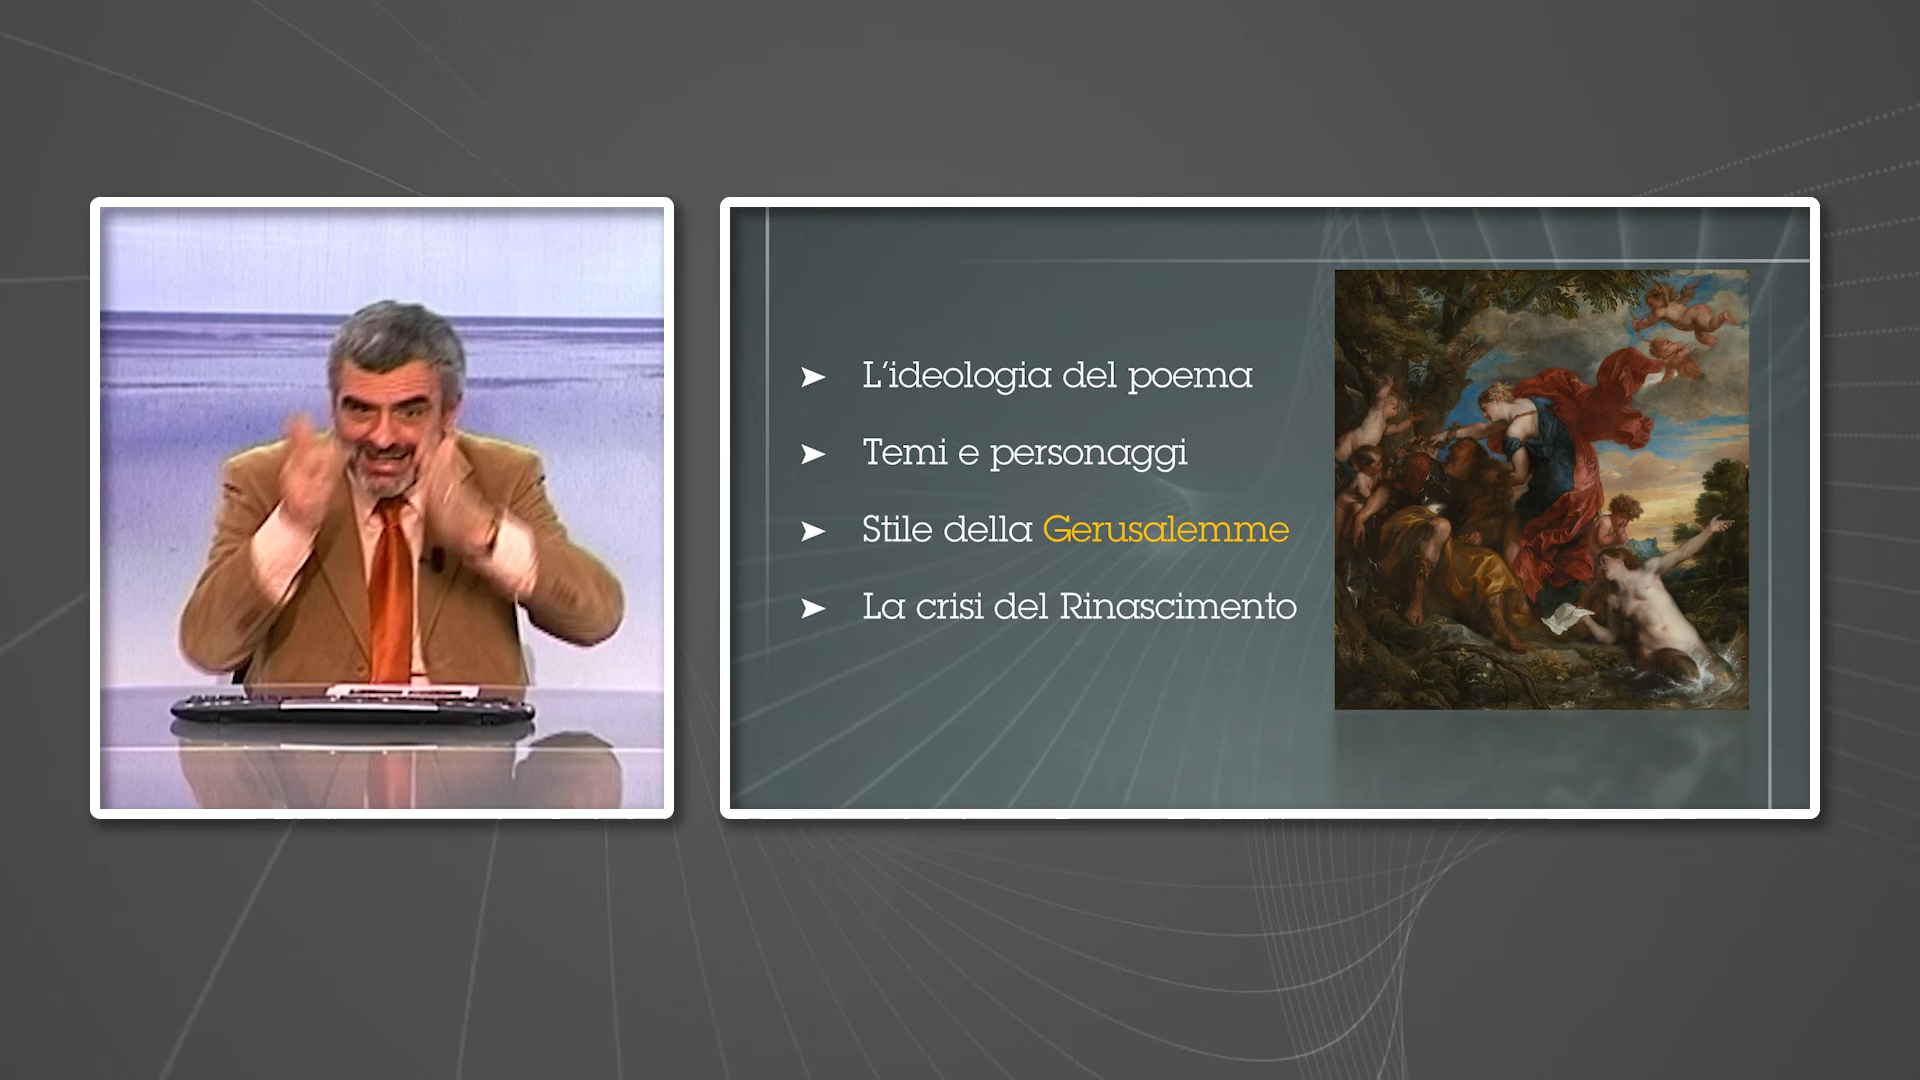 L'ideologia del poema
Temi e personaggi
Stile della Gerusalemme
La crisi del Rinascimento